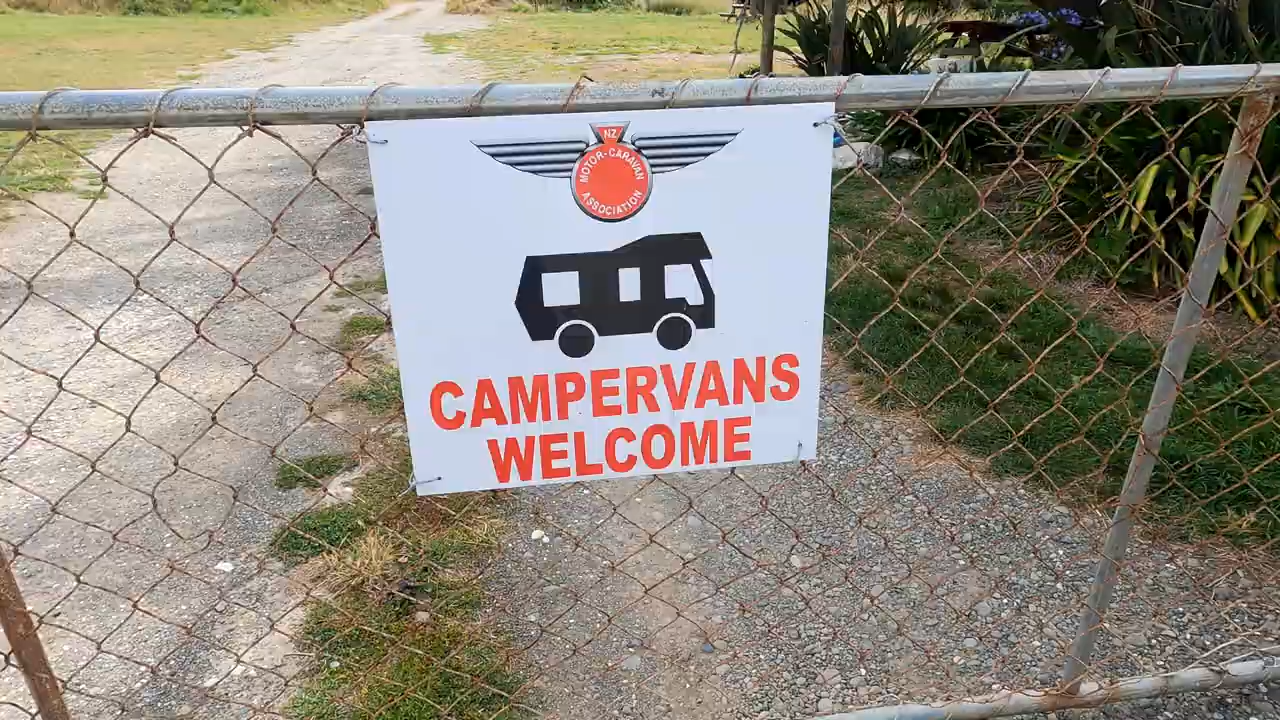 NZ
MOTOR-CARAVAN
ASSOCIATION
CAMPERVANS
WELCOME